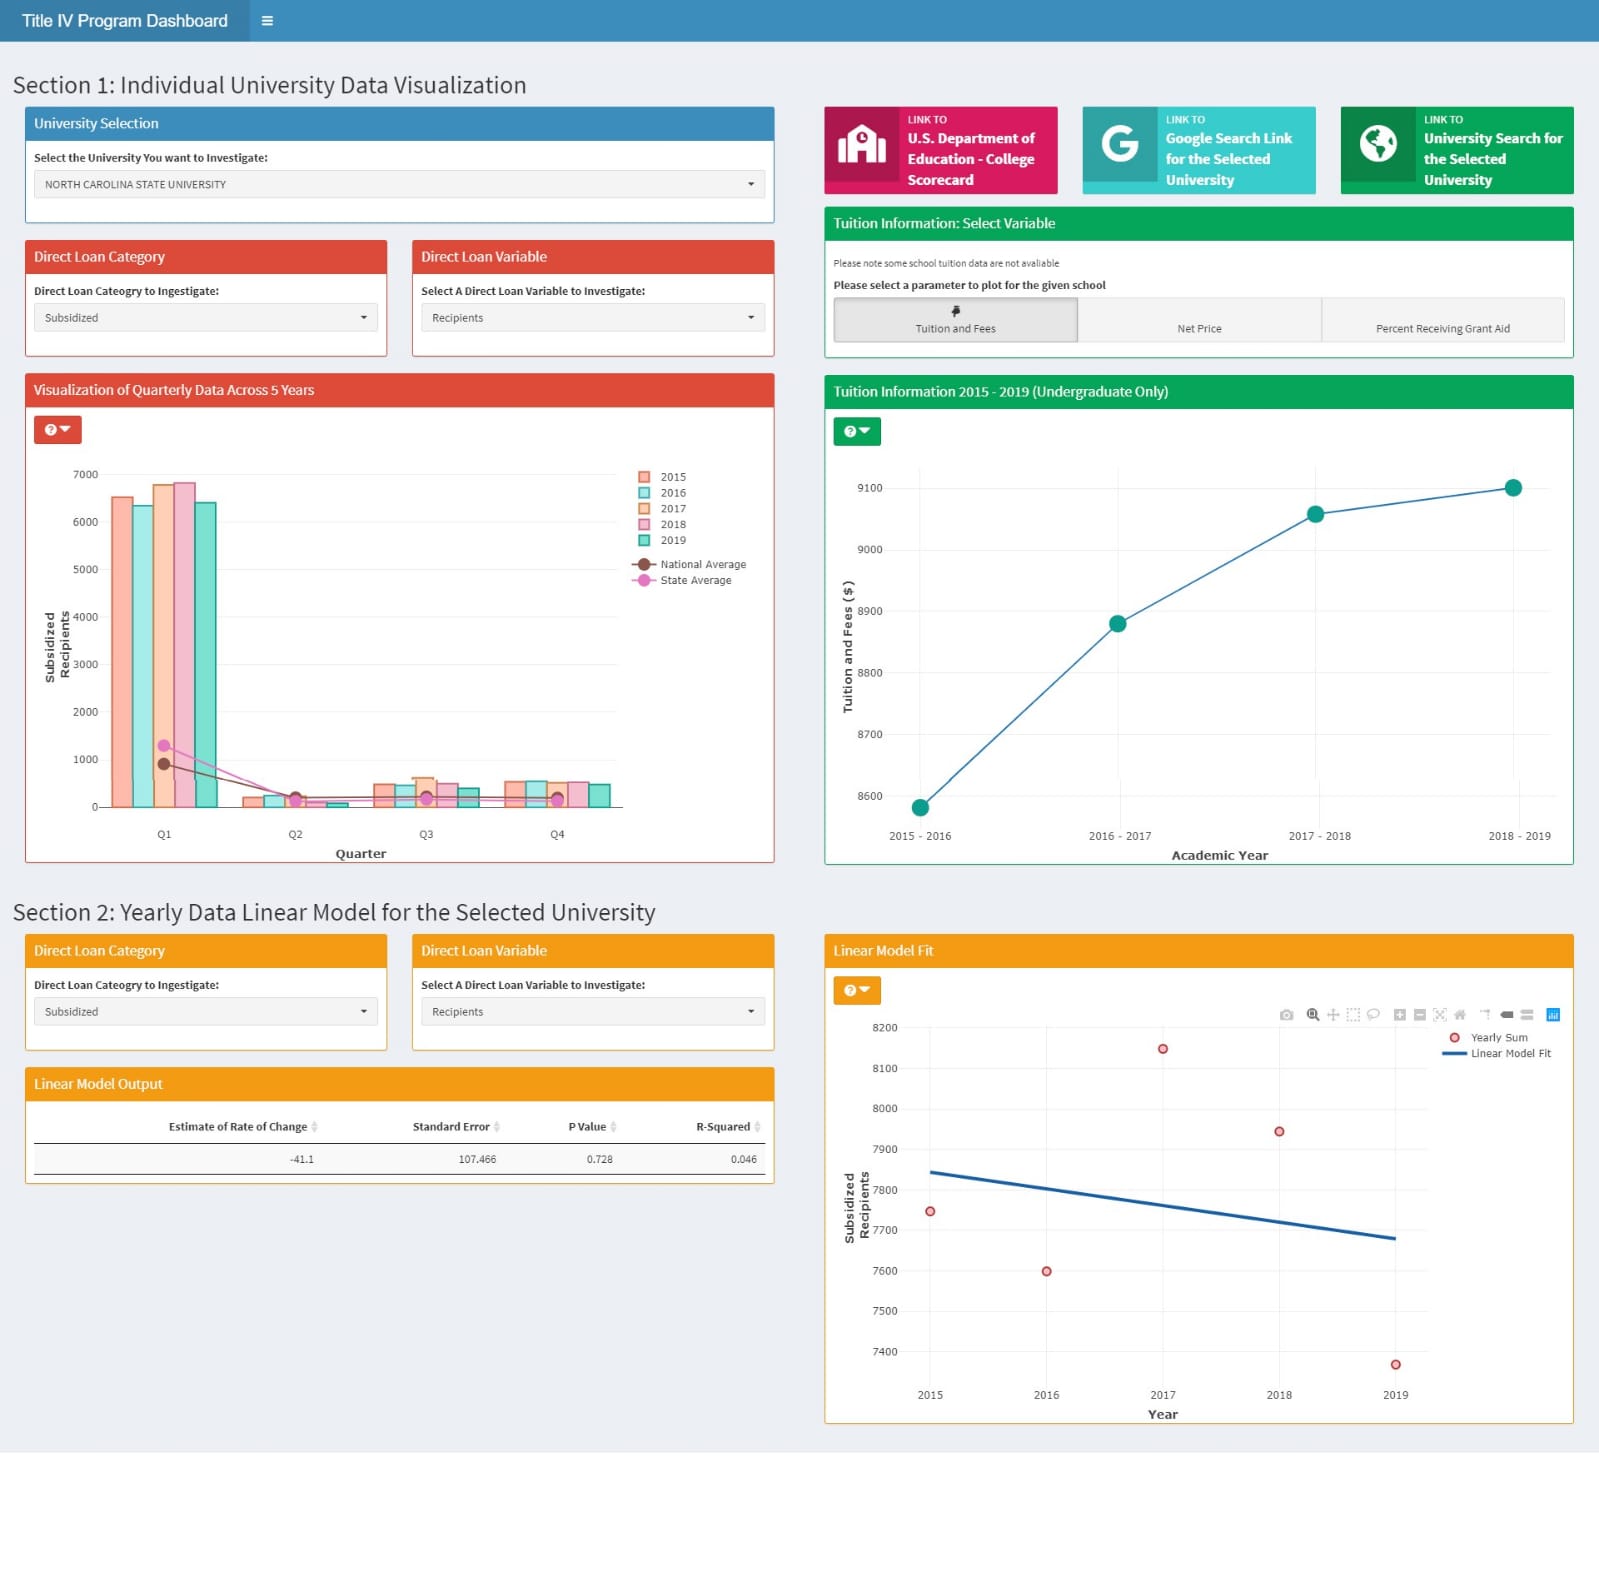 Title IV Program Dashboard
Section 1: Individual University Data Visualization
University Selection
Select the University You want to Investigate:
NORTH CAROLINA STATE UNIVERSITY
LINK TO
U.S. Department of
Education - College
Scorecard
LINK TO
Google Search Link
for the Selected
University
LINK TO
University Search for
the Selected
University
Direct Loan Category
Direct Loan Cateogry to Ingestigate:
Subsidized
Direct Loan Variable
Select A Direct Loan Variable to Investigate:
Recipients
Tuition Information: Select Variable
Please note some school tuition data are not avaliable
Please select a parameter to plot for the given school
Tuition and Fees
Net Price
Percent Receiving Grant Aid
Visualization of Quarterly Data Across 5 Years
7000
6000
5000
4000
3000
2000
1000
0
Subsidized
Recipients
Q1
Q2
Q3
Q4
Quarter
2015
2016
2017
2018
2019
National Average
State Average
Tuition Information 2015 - 2019 (Undergraduate Only)
9100
9000
8900
8800
8700
8600
Tuition and Fees ($)
2015 - 2016
2016 - 2017
2017 - 2018
2018 - 2019
Academic Year
Section 2: Yearly Data Linear Model for the Selected University
Direct Loan Category
Direct Loan Cateogry to Ingestigate:
Subsidized
Direct Loan Variable
Select A Direct Loan Variable to Investigate:
Recipients
Linear Model Output
Estimate of Rate of Change Standard Error P Value R-Squared
-41.1 107.466 0.728 0.046
Linear Model Fit
8200
8100
8000
7900
7800
7700
7600
7500
7400
Subsidized
Recipients
2015
2016
2017
2018
2019
Year
Yearly Sum
Linear Model Fit